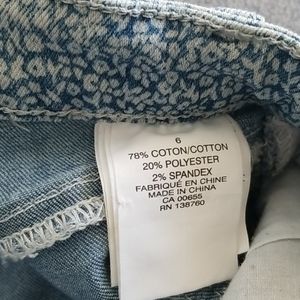 6
78% COTON/COTTON
20% POLYESTER
2% SPANDEX
FABRIQUÉ EN CHINE
MADE IN CHINA
CA 00655
RN 138760